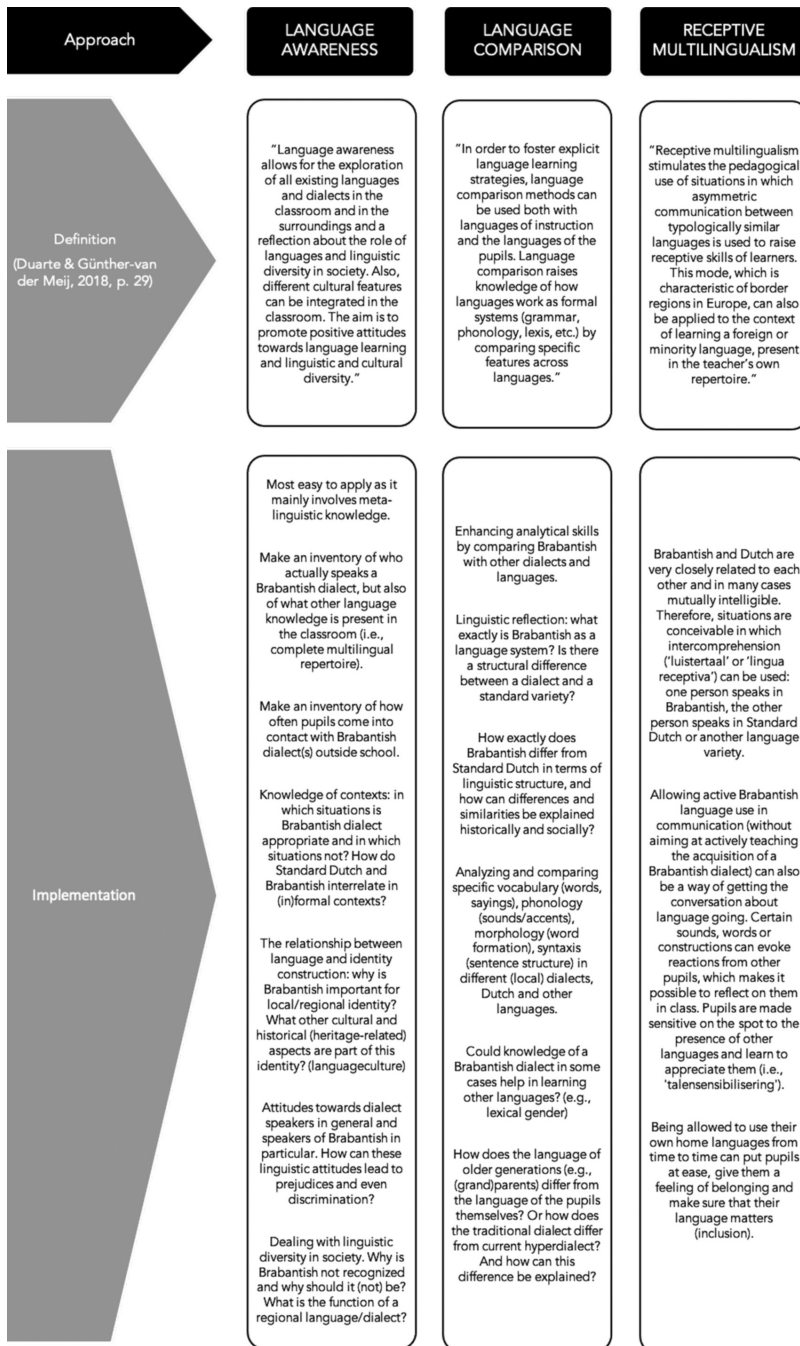 Approach
LANGUAGE
AWARENESS
LANGUAGE
COMPARISON
RECEPTIVE
MULTILINGUALISM
Definition
(Duarte & Günther-van
der Meij, 2018, p. 29)
“Language awareness
allows for the exploration
of all existing languages
and dialects in the
classroom and in the
surroundings and a
reflection about the role of
languages and linguistic
diversity in society. Also,
different cultural features
can be integrated in the
classroom. The aim is to
promote positive attitudes
towards language learning
and linguistic and cultural
diversity.”
“In order to foster explicit
language learning
strategies, language
comparison methods can
be used both with
languages of instruction
and the languages of the
pupils. Language
comparison raises
knowledge of how
languages work as formal
systems (grammar,
phonology, lexis, etc.) by
comparing specific
features across
languages.”
“Receptive multilingualism
stimulates the pedagogical
use of situations in which
asymmetric
communication between
typologically similar
languages is used to raise
receptive skills of learners.
This mode, which is
characteristic of border
regions in Europe, can also
be applied to the context
of learning a foreign or
minority language, present
in the teacher’s own
repertoire.”
Implementation
Most easy to apply as it
mainly involves meta-
linguistic knowledge.
Make an inventory of who
actually speaks a
Brabantish dialect, but also
of what other language
knowledge is present in
the classroom (i.e.,
complete multilingual
repertoire).
Make an inventory of how
often pupils come into
contact with Brabantish
dialect(s) outside school.
Knowledge of contexts: in
which situations is
Brabantish dialect
appropriate and in which
situations not? How do
Standard Dutch and
Brabantish interrelate in
(in)formal contexts?
The relationship between
language and identity
construction: why is
Brabantish important for
local/regional identity?
What other cultural and
historical (heritage-related)
aspects are part of this
identity? (languageculture)
Attitudes towards dialect
speakers in general and
speakers of Brabantish in
particular. How can these
linguistic attitudes lead to
prejudices and even
discrimination?
Dealing with linguistic
diversity in society. Why is
Brabantish not recognized
and why should it (not) be?
What is the function of a
regional language/dialect?
Enhancing analytical skills
by comparing Brabantish
with other dialects and
languages.
Linguistic reflection: what
exactly is Brabantish as a
language system? Is there
a structural difference
between a dialect and a
standard variety?
How exactly does
Brabantish differ from
Standard Dutch in terms of
linguistic structure, and
how can differences and
similarities be explained
historically and socially?
Analyzing and comparing
specific vocabulary (words,
sayings), phonology
(sounds/accents),
morphology (word
formation), syntaxis
(sentence structure) in
different (local) dialects,
Dutch and other
languages.
Could knowledge of a
Brabantish dialect in some
cases help in learning
other languages? (e.g.,
lexical gender)
How does the language of
older generations (e.g.,
(grand)parents) differ from
the language of the pupils
themselves? Or how does
the traditional dialect differ
from current hyperdialect?
And how can this
difference be explained?
Brabantish and Dutch are
very closely related to each
other and in many cases
mutually intelligible.
Therefore, situations are
conceivable in which
intercomprehension
(‘luistertaal’ or ‘lingua
receptiva’) can be used:
one person speaks in
Brabantish, the other
person speaks in Standard
Dutch or another language
variety.
Allowing active Brabantish
language use in
communication (without
aiming at actively teaching
the acquisition of a
Brabantish dialect) can also
be a way of getting the
conversation about
language going. Certain
sounds, words or
constructions can evoke
reactions from other
pupils, which makes it
possible to reflect on them
in class. Pupils are made
sensitive on the spot to the
presence of other
languages and learn to
appreciate them (i.e.,
'talensensibilisering').
Being allowed to use their
own home languages from
time to time can put pupils
at ease, give them a
feeling of belonging and
make sure that their
language matters
(inclusion).